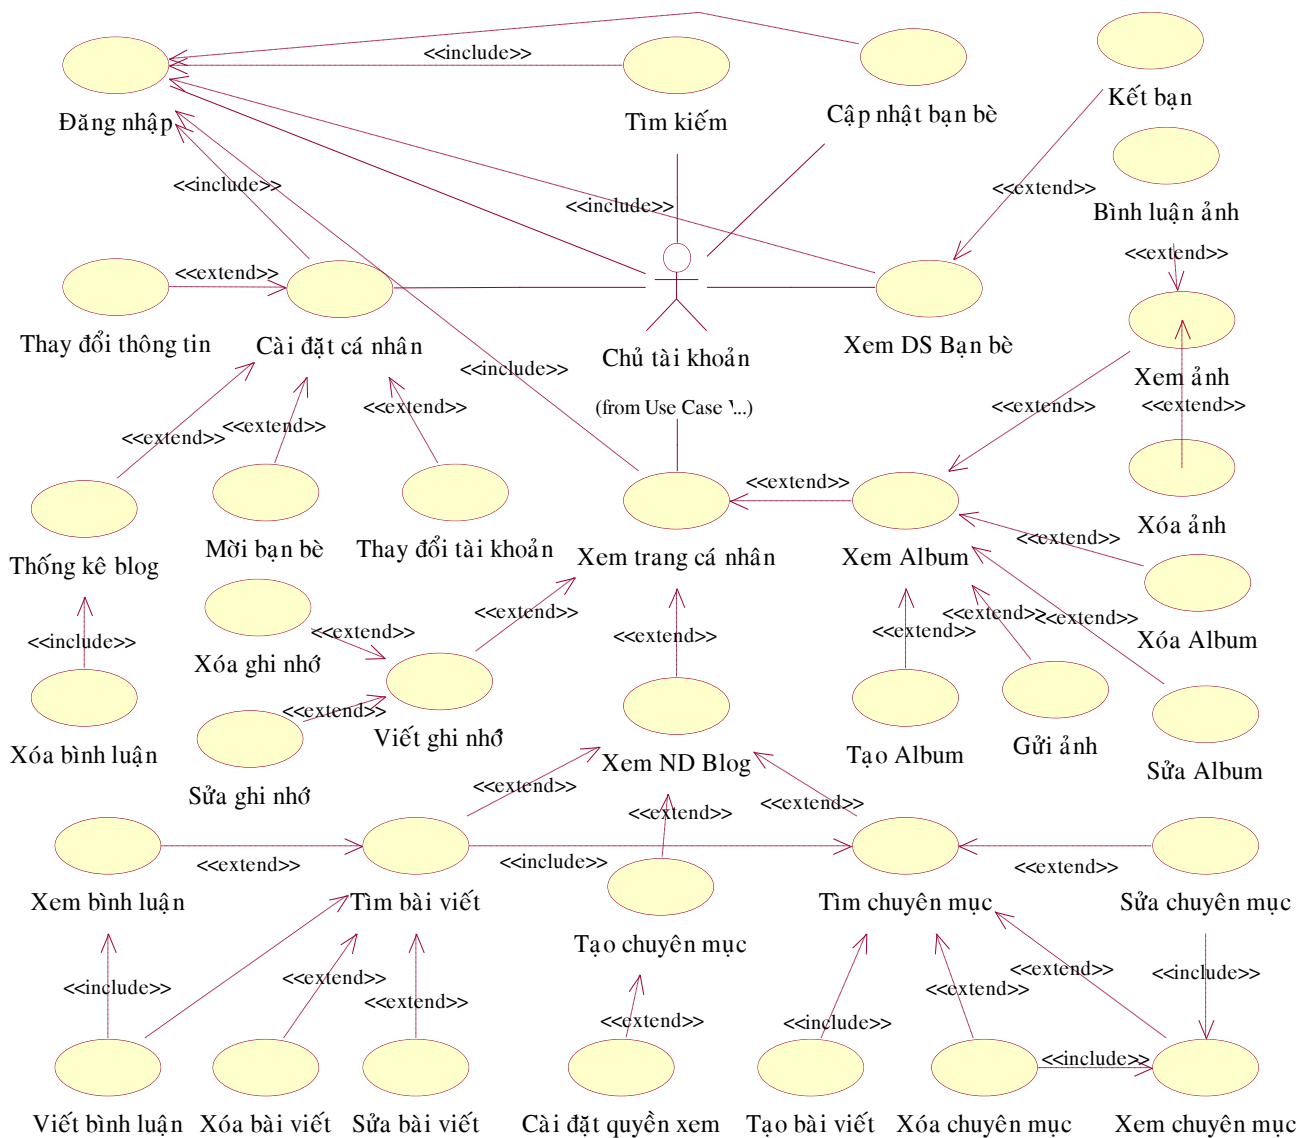 <<include>>
Đăng nhập
Tìm kiếm
Cập nhật bạn bè
Kết bạn
<<include>>
<<include>>
<<extend>>
Bình luận ảnh
<<extend>>
<<extend>>
Thay đổi thông tin
Cài đặt cá nhân
Chủ tài khoản
Xem DS Bạn bè
<<include>>
Xem ảnh
(from Use Case V...)
<<extend>>
<<extend>>
<<extend>>
<<extend>>
<<extend>>
<<extend>>
Thống kê blog
Mời bạn bè
Thay đổi tài khoản
Xem trang cá nhân
Xem Album
Xóa ảnh
<<extend>>
<<include>>
<<extend>>
<<extend>>
<<extend>>
<<extend>>
<<extend>>
<<extend>>
Xóa ghi nhớ
Xóa Album
<<extend>>
Xóa bình luận
Sửa ghi nhớ
Viết ghi nhớ
Xem ND Blog
Tạo Album
Gửi ảnh
Sửa Album
<<extend>>
<<extend>>
<<extend>>
<<extend>>
<<include>>
<<extend>>
Xem bình luận
Tìm bài viết
Tạo chuyên mục
Tìm chuyên mục
Sửa chuyên mục
<<include>>
<<extend>>
<<extend>>
<<extend>>
<<include>>
<<extend>>
<<extend>>
<<include>>
<<include>>
Viết bình luận
Xóa bài viết
Sửa bài viết
Cài đặt quyền xem
Tạo bài viết
Xóa chuyên mục
Xem chuyên mục